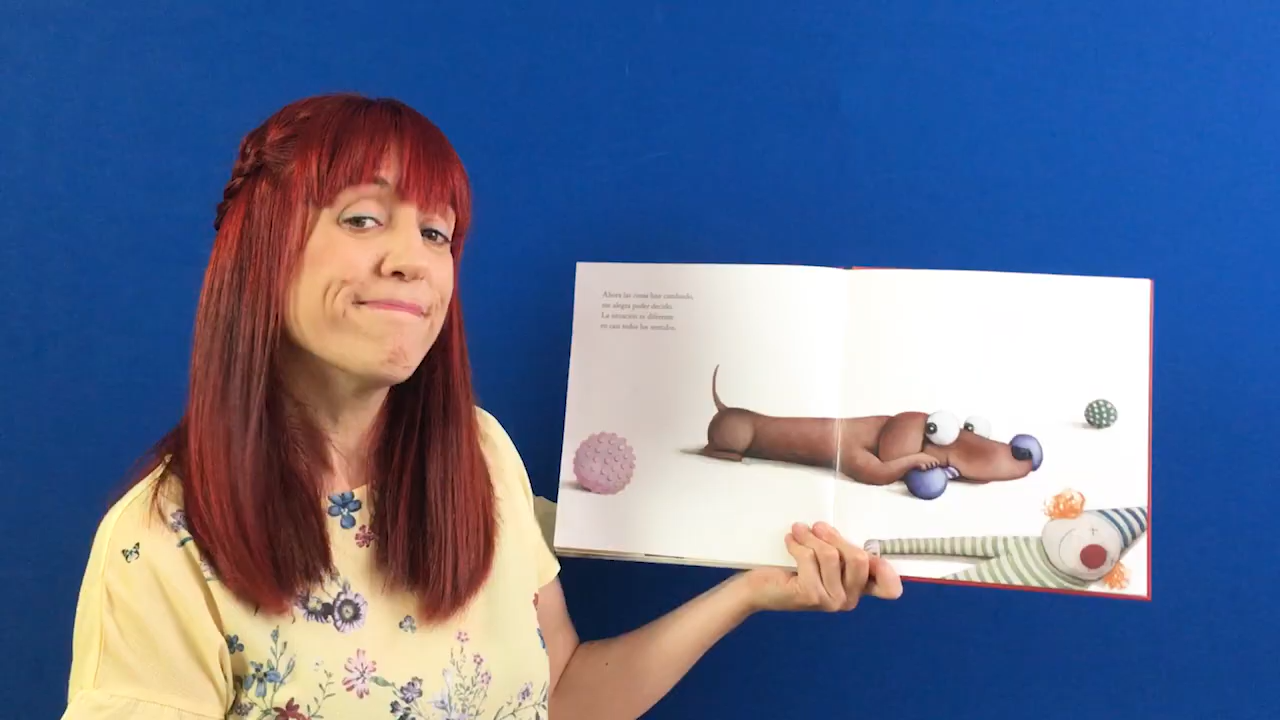 Ahora las cosas han cambiado,
me alegra poder decirlo.
La situación es diferente
en casi todos los sentidos.